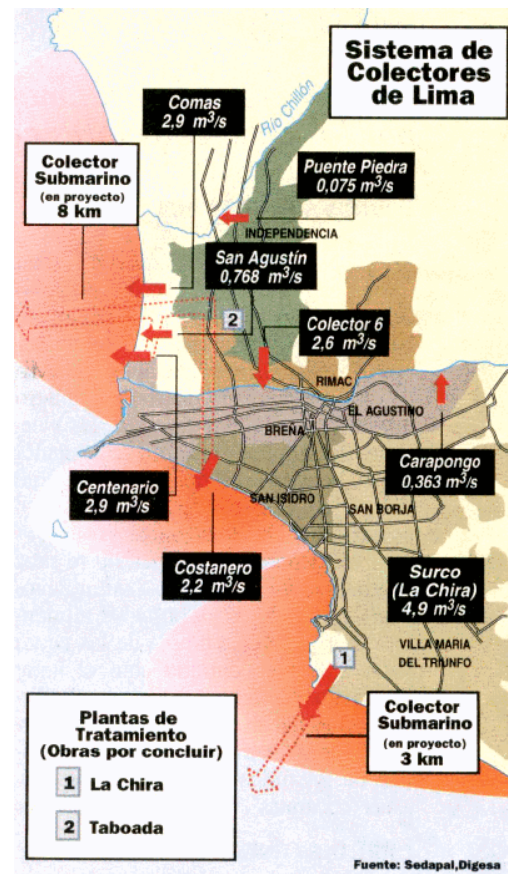 Sistema de
Colectores
de Lima
Comas
2,9 m³/s
Río Chillón
Colector
Submarino
(en proyecto)
8 km
Puente Piedra
0,075 m³/s
INDEPENDENCIA
San Agustín
0,768 m³/s
2
Colector 6
2,6 m³/s
RIMAC
EL AGUSTINO
BREÑA
Carapongo
0,363 m³/s
Centenario
2,9 m³/s
SAN ISIDRO
SAN BORJA
Costanero
2,2 m³/s
Surco
(La Chira)
4,9 m³/s
VILLA MARIA
DEL TRIUNFO
1
Plantas de
Tratamiento
(Obras por concluir)
1 La Chira
2 Taboada
Colector
Submarino
(en proyecto)
3 km
Fuente: Sedapal,Digesa